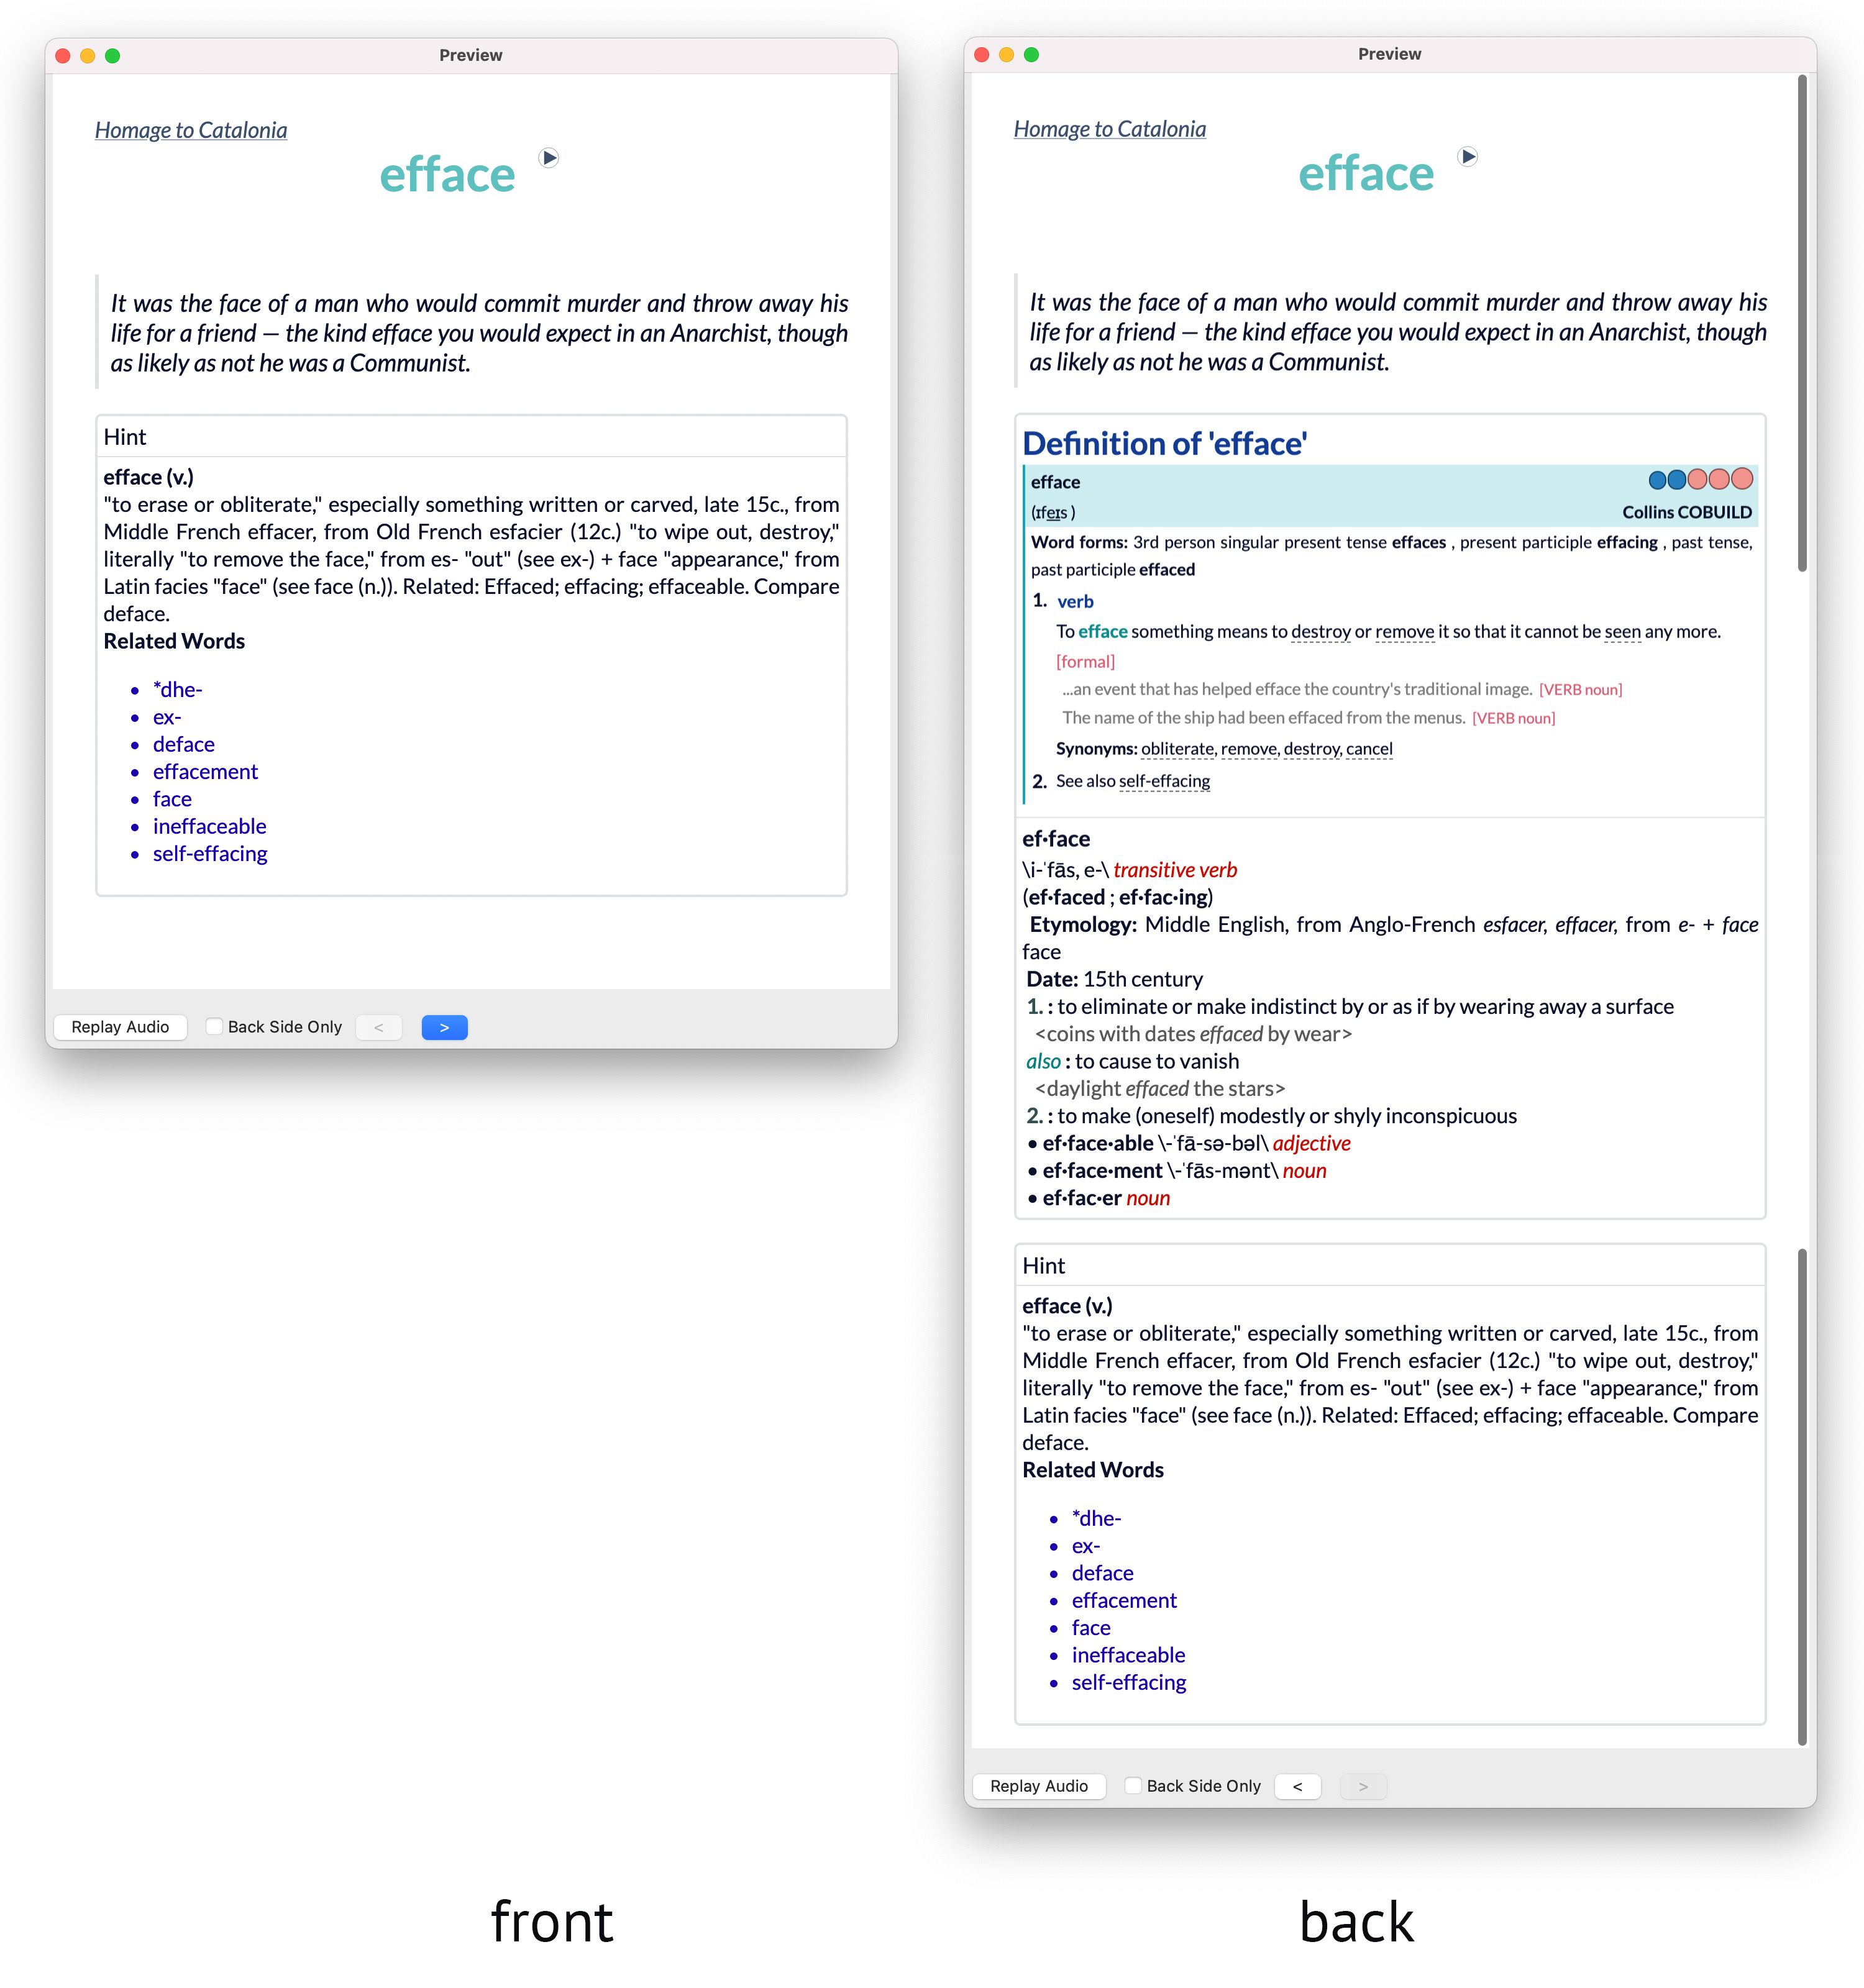 Preview
Homage to Catalonia
efface
It was the face of a man who would commit murder and throw away his
life for a friend — the kind efface you would expect in an Anarchist, though
as likely as not he was a Communist.
Hint
efface (v.)
"to erase or obliterate," especially something written or carved, late 15c., from
Middle French effacer, from Old French esfacier (12c.) "to wipe out, destroy,"
literally "to remove the face," from es- "out" (see ex-) + face "appearance," from
Latin facies "face" (see face (n.)). Related: Effaced; effacing; effaceable. Compare
deface.
Related Words
• *dhe-
• ex-
• deface
• effacement
• face
• ineffaceable
• self-effacing
Replay Audio Back Side Only < >
front
Preview
Homage to Catalonia
efface
It was the face of a man who would commit murder and throw away his
life for a friend — the kind efface you would expect in an Anarchist, though
as likely as not he was a Communist.
Definition of 'efface'
efface
(ɪfeɪs ) Collins COBUILD
Word forms: 3rd person singular present tense effaces , present participle effacing , past tense,
past participle effaced
1. verb
To efface something means to destroy or remove it so that it cannot be seen any more.
[formal]
...an event that has helped efface the country's traditional image. [VERB noun]
The name of the ship had been effaced from the menus. [VERB noun]
Synonyms: obliterate, remove, destroy, cancel
2. See also self-effacing
ef·face
\i-ˈfās, e-\ transitive verb
(ef·faced ; ef·fac·ing)
Etymology: Middle English, from Anglo-French esfacer, effacer, from e- + face
face
Date: 15th century
1. : to eliminate or make indistinct by or as if by wearing away a surface
<coins with dates effaced by wear>
also : to cause to vanish
<daylight effaced the stars>
2. : to make (oneself) modestly or shyly inconspicuous
• ef·face·able \-ˈfā-sə-bəl\ adjective
• ef·face·ment \-ˈfās-mənt\ noun
• ef·fac·er noun
Hint
efface (v.)
"to erase or obliterate," especially something written or carved, late 15c., from
Middle French effacer, from Old French esfacier (12c.) "to wipe out, destroy,"
literally "to remove the face," from es- "out" (see ex-) + face "appearance," from
Latin facies "face" (see face (n.)). Related: Effaced; effacing; effaceable. Compare
deface.
Related Words
• *dhe-
• ex-
• deface
• effacement
• face
• ineffaceable
• self-effacing
Replay Audio Back Side Only < >
back